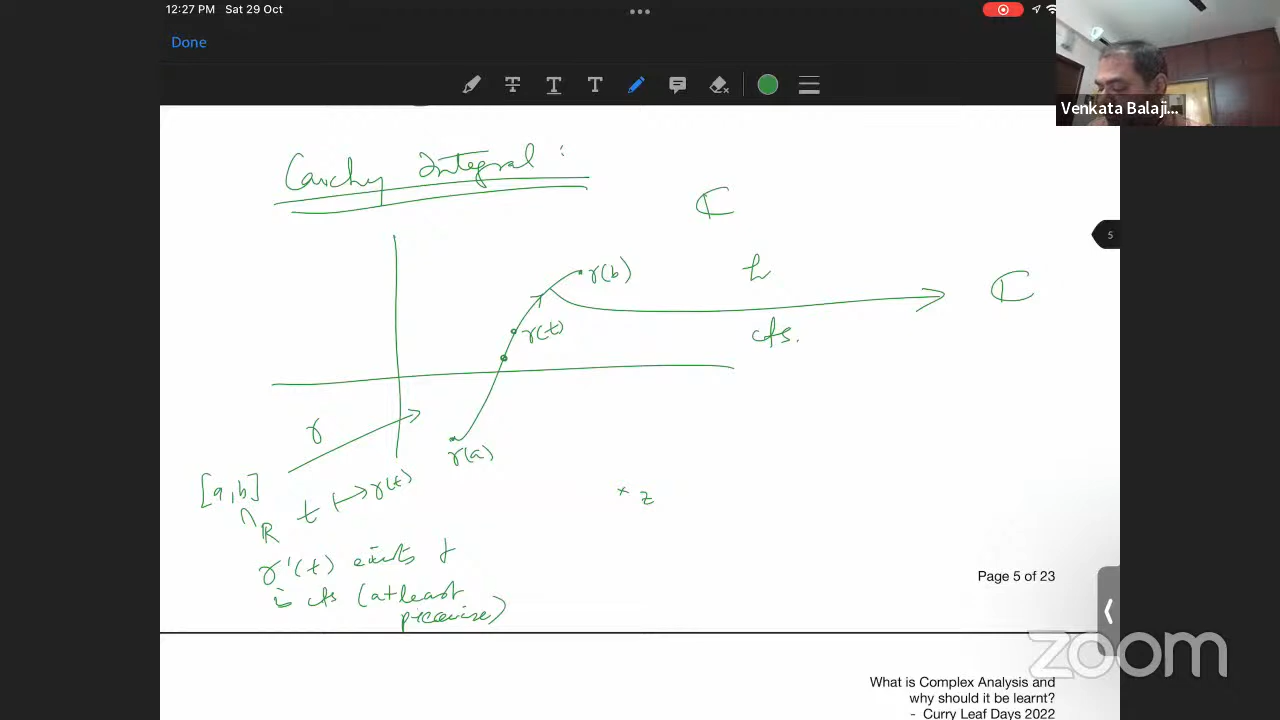 12:27 PM Sat 29 Oct
Done
T T T
Venkata Balaji...
Cauchy Integral :
ℂ
5
γ(b)
h
ℂ
γ(t)
cts.
γ
γ(a)
[a,b]
t ↦ γ(t)
∩ ℝ
× z
γ'(t) exists &
is cts (atleast
piecewise)
Page 5 of 23
zoom
What is Complex Analysis and
why should it be learnt?
- Curry Leaf Days 2022